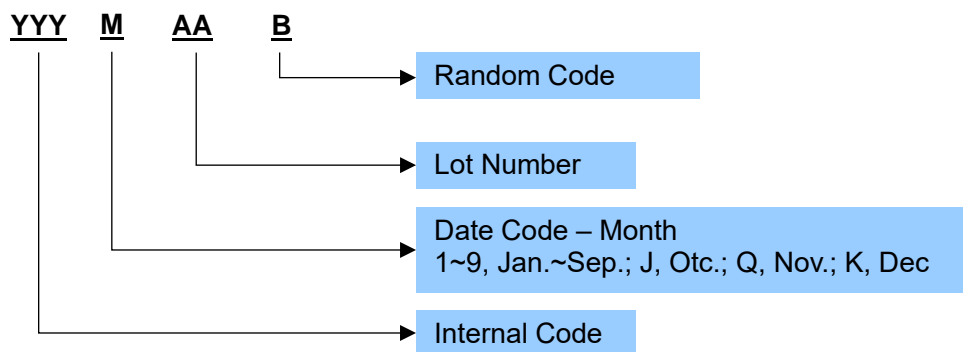 YYY M AA B
Random Code
Lot Number
Date Code – Month
1~9, Jan.~Sep.; J, Otc.; Q, Nov.; K, Dec
Internal Code